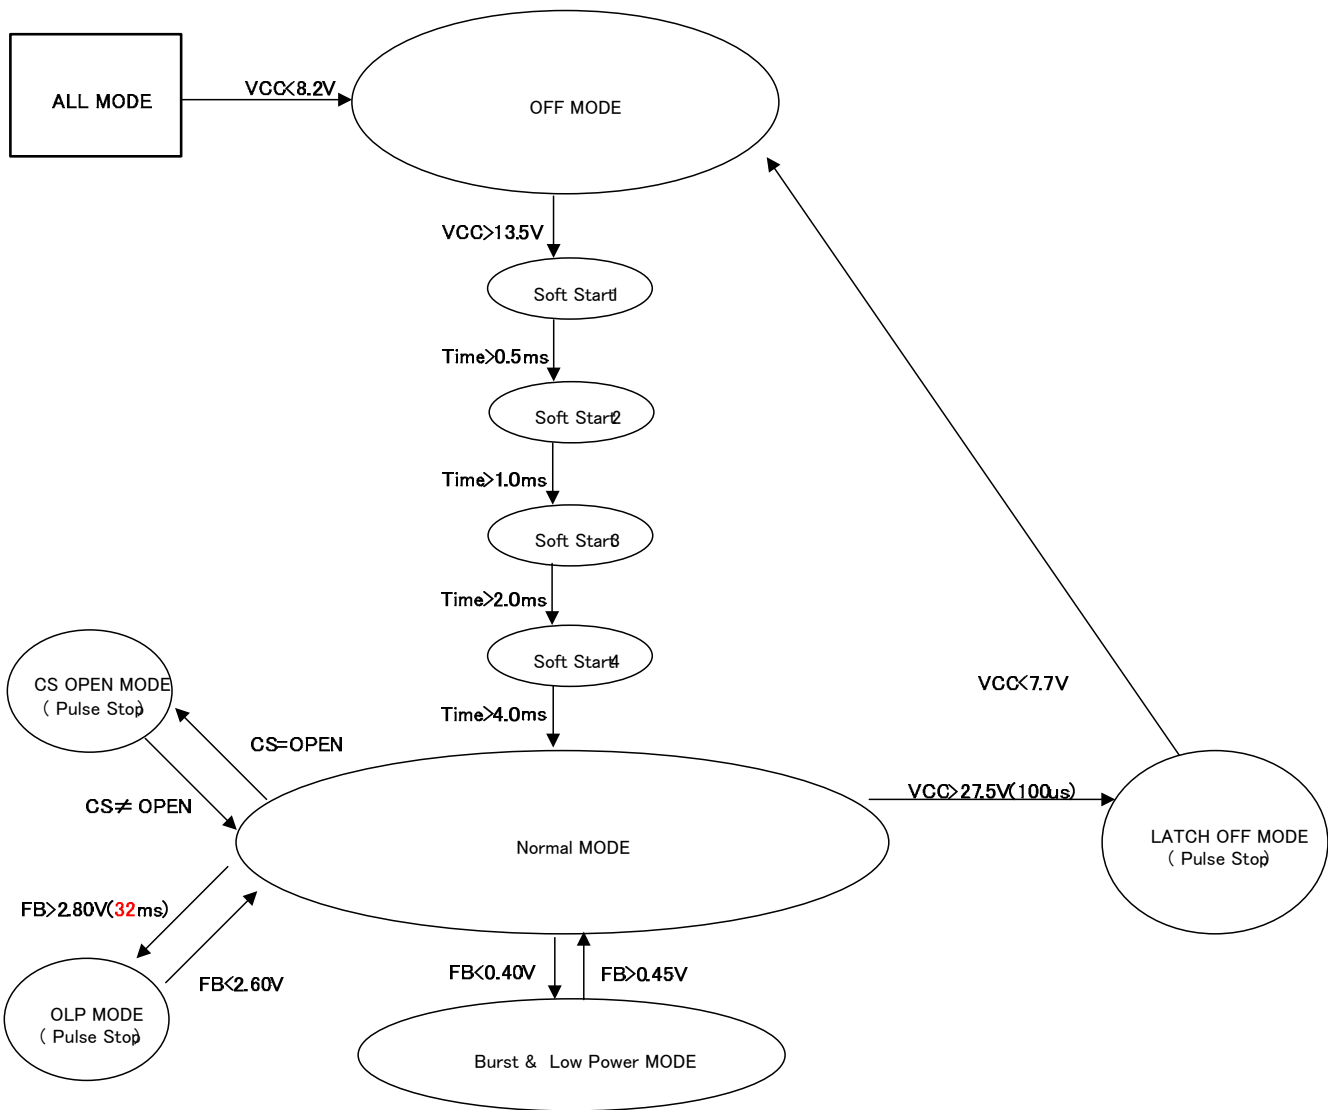 ALL MODE
VCC<8.2V
OFF MODE
VCC>13.5V
Soft Start1
Time>0.5ms
Soft Start2
Time>1.0ms
Soft Start3
Time>2.0ms
Soft Start4
Time>4.0ms
CS OPEN MODE
( Pulse Stop)
CS=OPEN
CS≠ OPEN
VCC<7.7V
VCC>27.5V(100us)
LATCH OFF MODE
( Pulse Stop)
Normal MODE
FB>2.80V(32ms)
FB<2.60V
OLP MODE
( Pulse Stop)
FB<0.40V
FB>0.45V
Burst & Low Power MODE